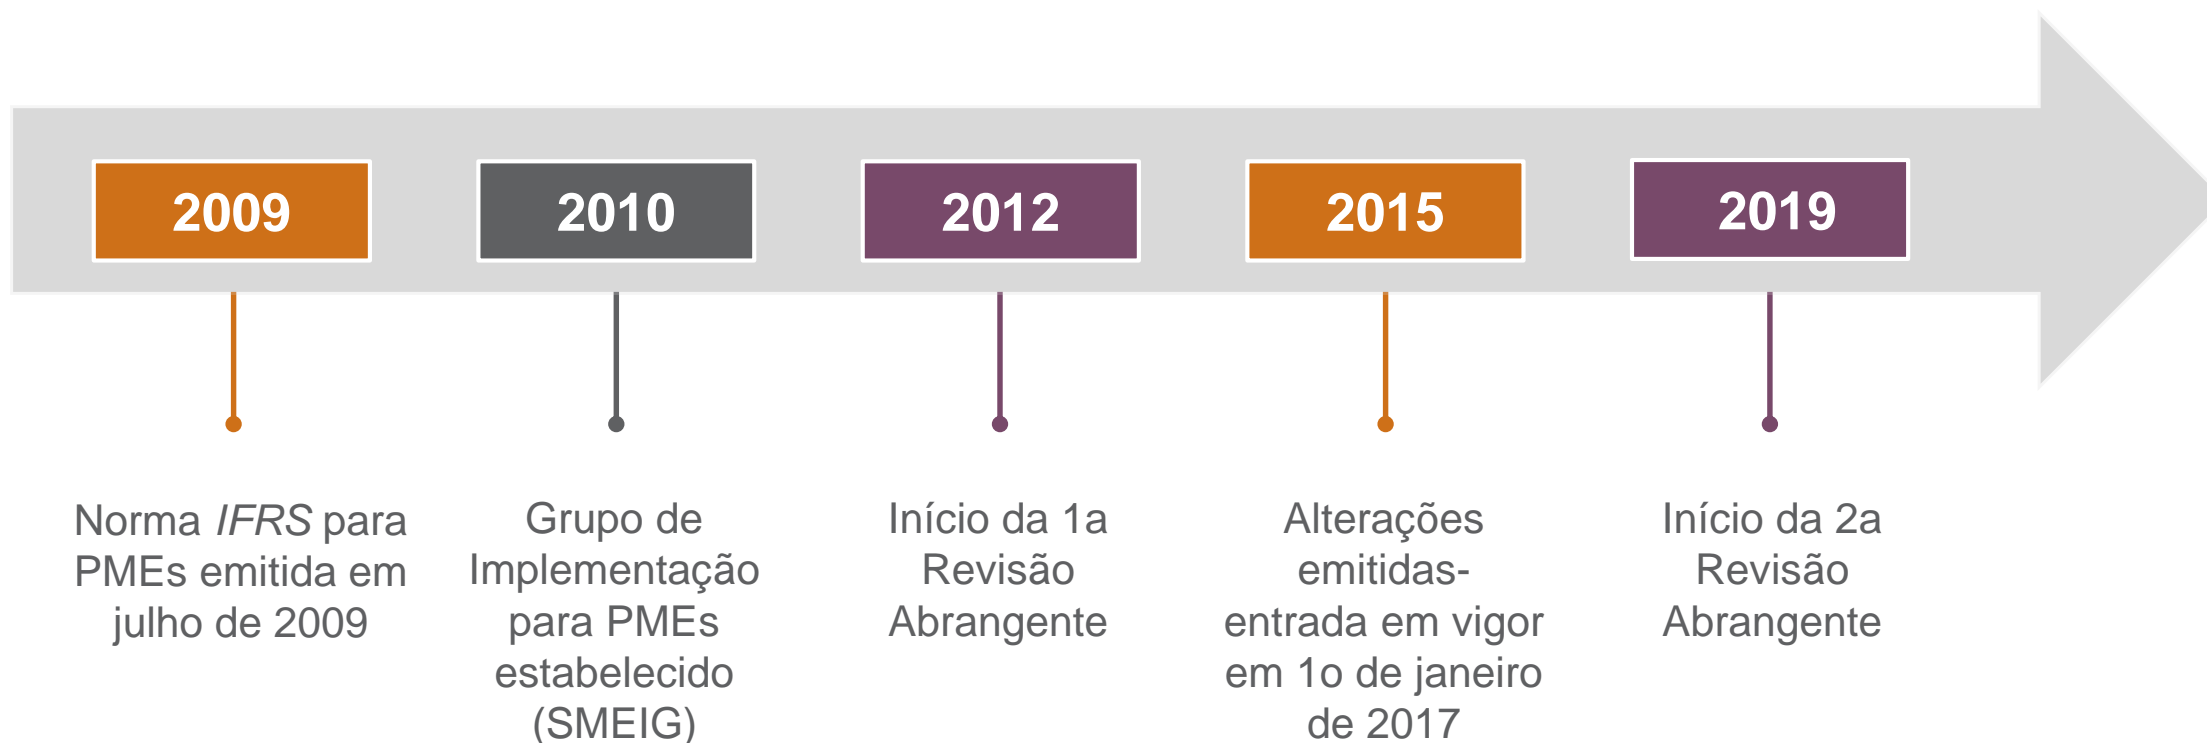 2009
2010
2012
2015
2019
Norma IFRS para
PMEs emitida em
julho de 2009
Grupo de
Implementação
para PMEs
estabelecido
(SMEIG)
Início da 1a
Revisão
Abrangente
Alterações
emitidas-
entrada em vigor
em 1o de janeiro
de 2017
Início da 2a
Revisão
Abrangente